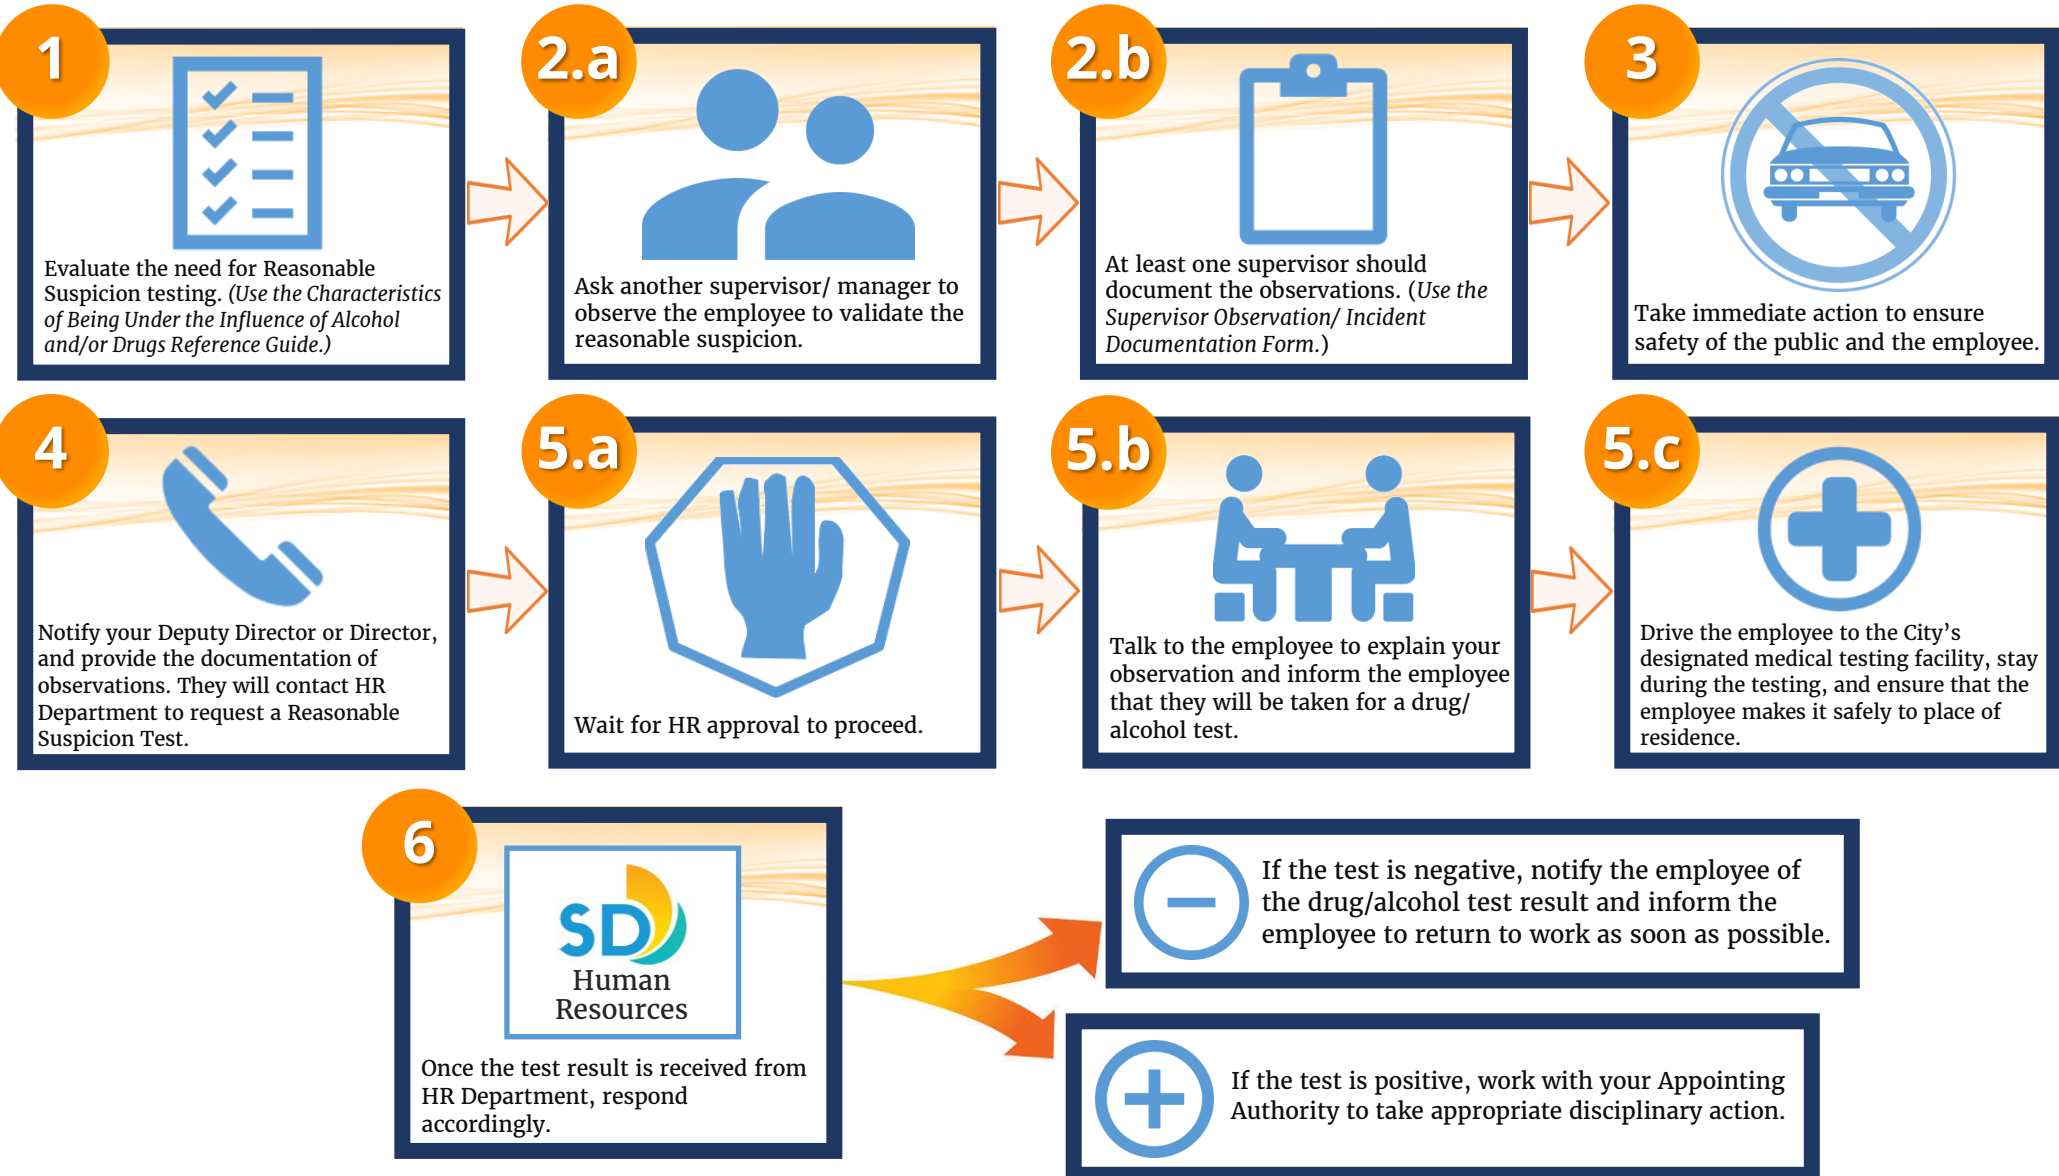 1
Evaluate the need for Reasonable
Suspicion testing. (Use the Characteristics
of Being Under the Influence of Alcohol
and/or Drugs Reference Guide.)
2.a
Ask another supervisor/ manager to
observe the employee to validate the
reasonable suspicion.
2.b
At least one supervisor should
document the observations. (Use the
Supervisor Observation/ Incident
Documentation Form.)
3
Take immediate action to ensure
safety of the public and the employee.
4
Notify your Deputy Director or Director,
and provide the documentation of
observations. They will contact HR
Department to request a Reasonable
Suspicion Test.
5.a
Wait for HR approval to proceed.
5.b
Talk to the employee to explain your
observation and inform the employee
that they will be taken for a drug/
alcohol test.
5.c
Drive the employee to the City’s
designated medical testing facility, stay
during the testing, and ensure that the
employee makes it safely to place of
residence.
6
SD
Human
Resources
Once the test result is received from
HR Department, respond
accordingly.
If the test is negative, notify the employee of
the drug/alcohol test result and inform the
employee to return to work as soon as possible.
If the test is positive, work with your Appointing
Authority to take appropriate disciplinary action.